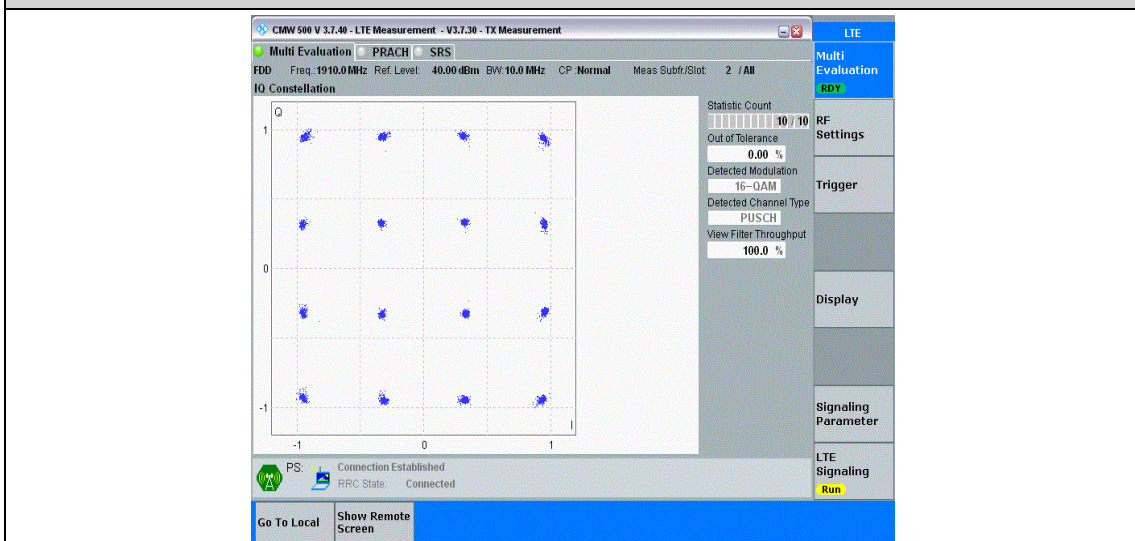 CMW 500 V 3.7.40 - LTE Measurement - V3.7.30 - TX Measurement
LTE
Multi Evaluation PRACH SRS
FDD Freq.: 1910.0 MHz Ref. Level: 40.00 dBm BW: 10.0 MHz CP : Normal Meas Subfr./Slot: 2 / All
IQ Constellation
Q
1
0
-1
-1 0 1
I
Statistic Count
10 / 10
Out of Tolerance
0.00 %
Detected Modulation
16-QAM
Detected Channel Type
PUSCH
View Filter Throughput
100.0 %
Multi
Evaluation
RDY
RF
Settings
Trigger
Display
Signaling
Parameter
LTE
Signaling
Run
PS: Connection Established
RRC State: Connected
Go To Local
Show Remote
Screen